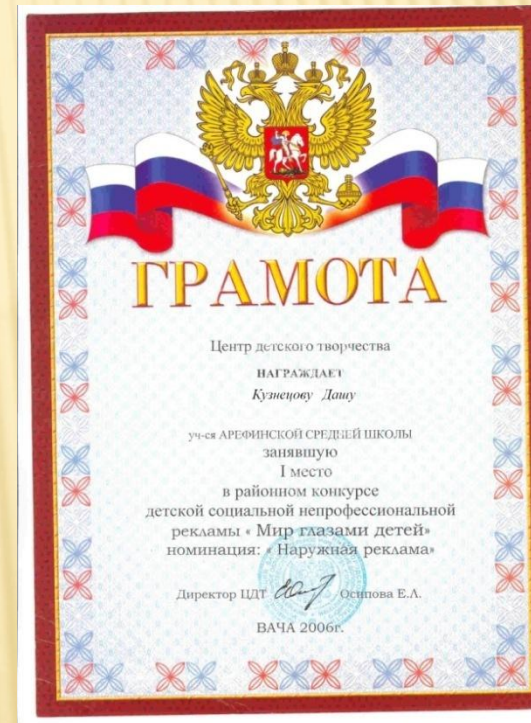 ГРАМОТА
Центр детского творчества
НАГРАЖДАЕТ
Кузнецову Дашу
уч-ся АРЕФИНСКОЙ СРЕДНЕЙ ШКОЛЫ
занявшую
I место
в районном конкурсе
детской социальной непрофессиональной
рекламы « Мир глазами детей»
номинация: « Наружная реклама»
Директор ЦДТ Осипова Е.А.
ВАЧА 2006г.